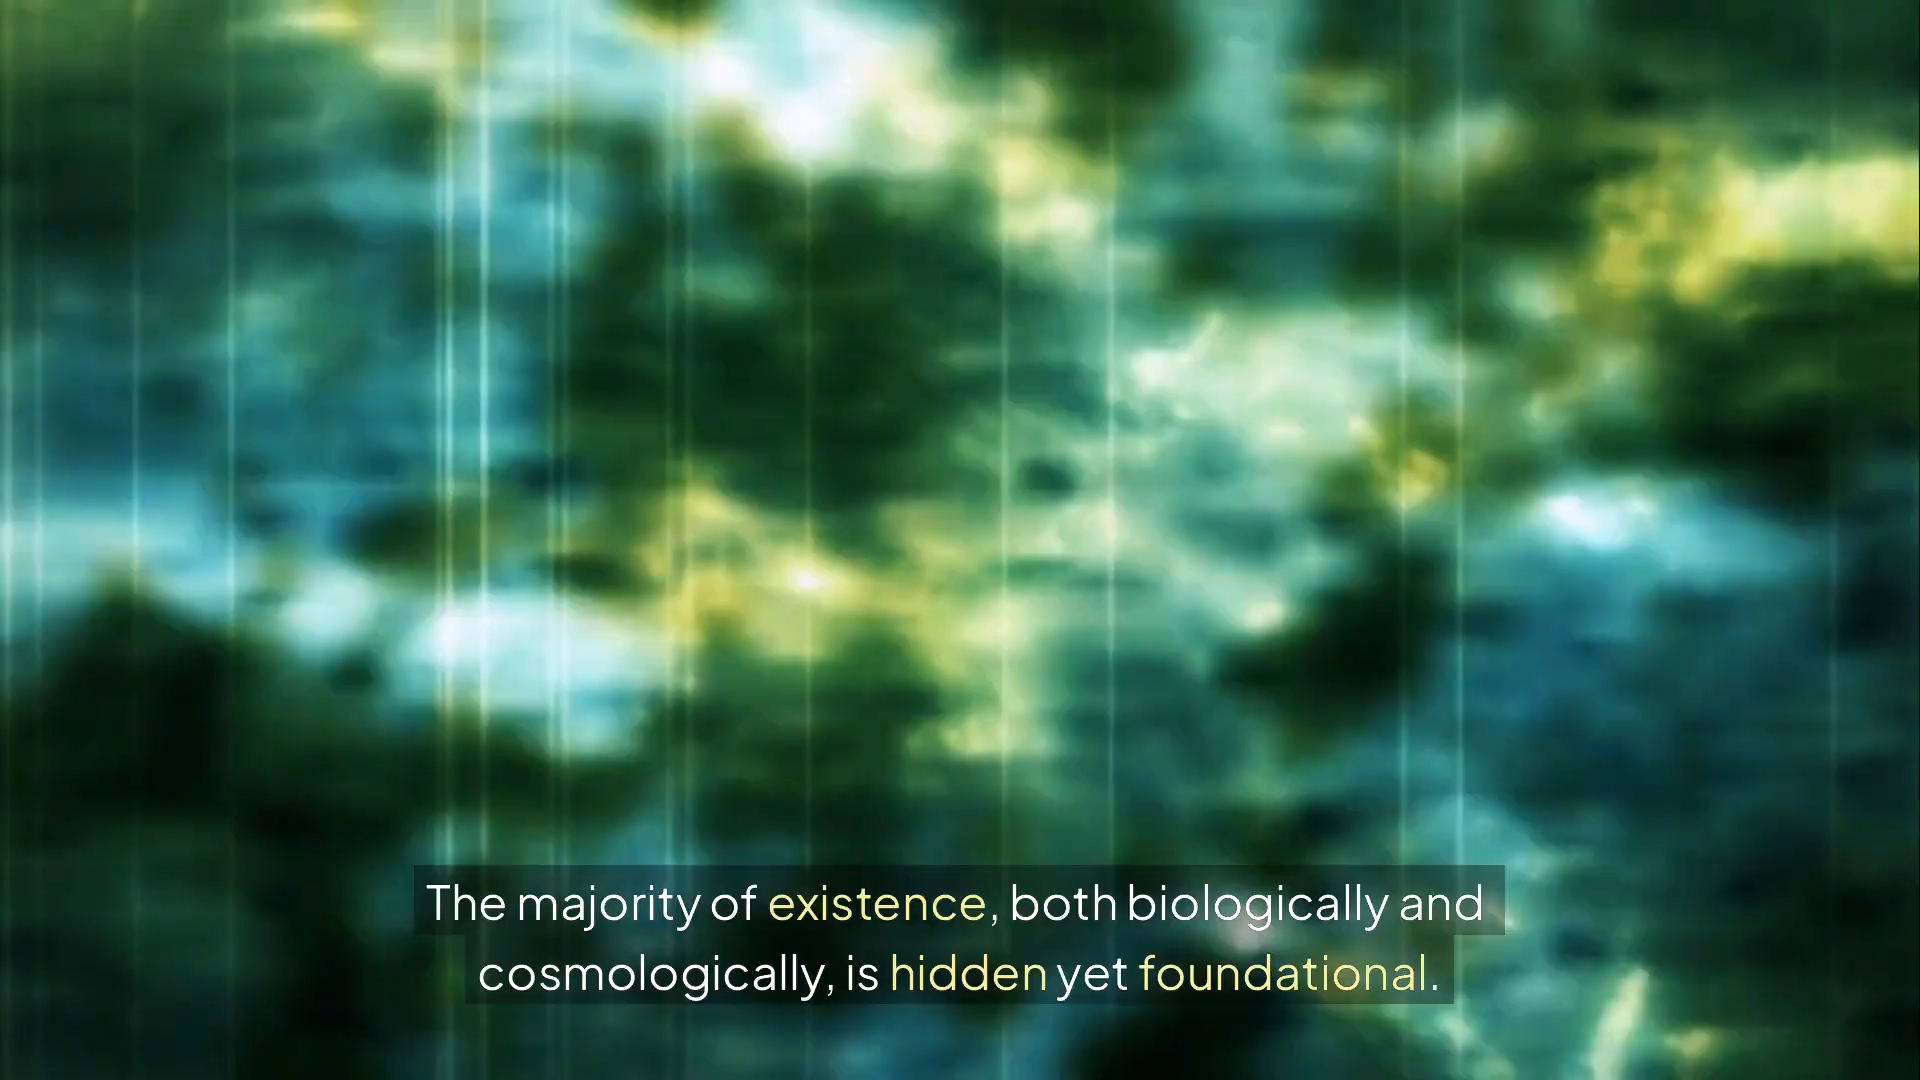 The majority of existence, both biologically and
cosmologically, is hidden yet foundational.